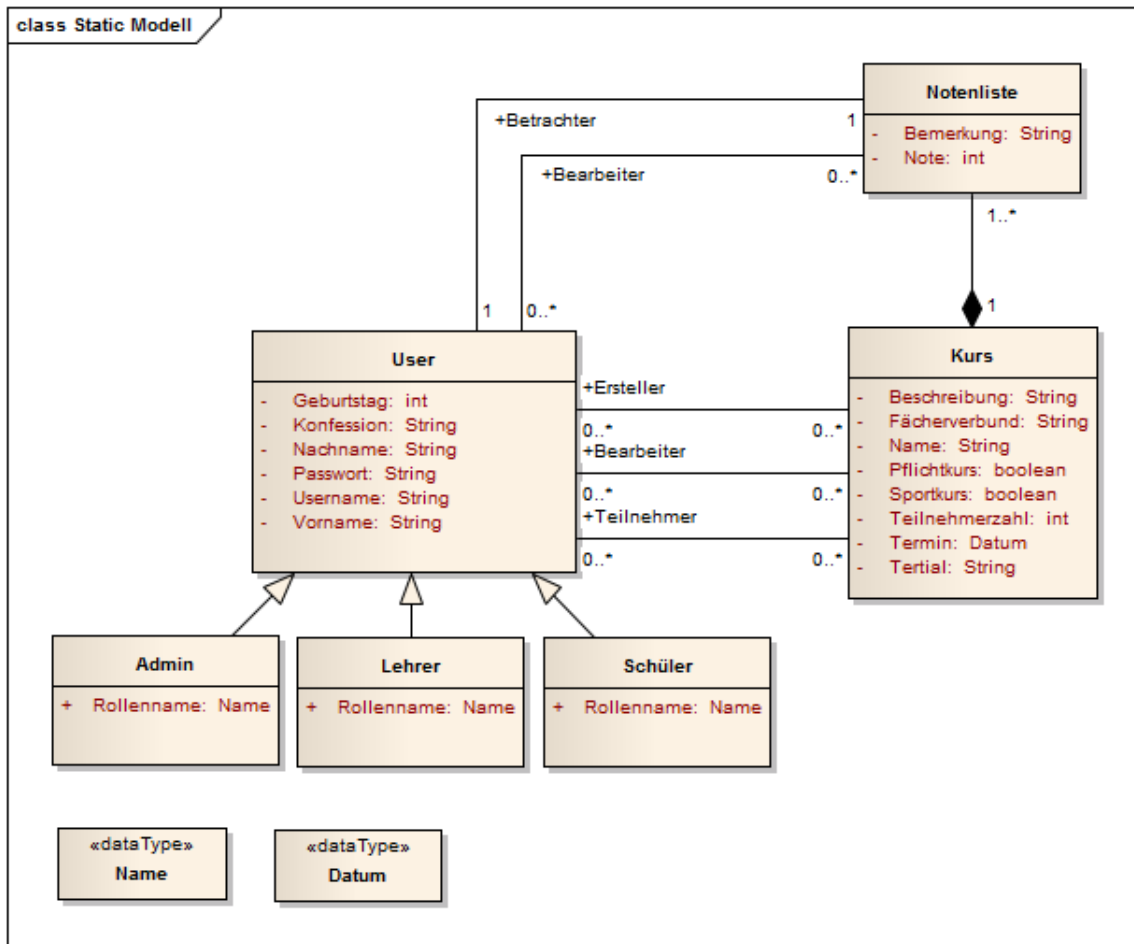 class Static Modell
Notenliste
- Bemerkung: String
- Note: int
+Betrachter
1
+Bearbeiter
0..*
1..*
1
1
0..*
User
- Geburtstag: int
- Konfession: String
- Nachname: String
- Passwort: String
- Username: String
- Vorname: String
+Ersteller
0..*
0..*
+Bearbeiter
0..*
0..*
+Teilnehmer
0..*
0..*
Kurs
- Beschreibung: String
- Fächerverbund: String
- Name: String
- Pflichtkurs: boolean
- Sportkurs: boolean
- Teilnehmerzahl: int
- Termin: Datum
- Tertial: String
Admin
+ Rollenname: Name
Lehrer
+ Rollenname: Name
Schüler
+ Rollenname: Name
«dataType»
Name
«dataType»
Datum